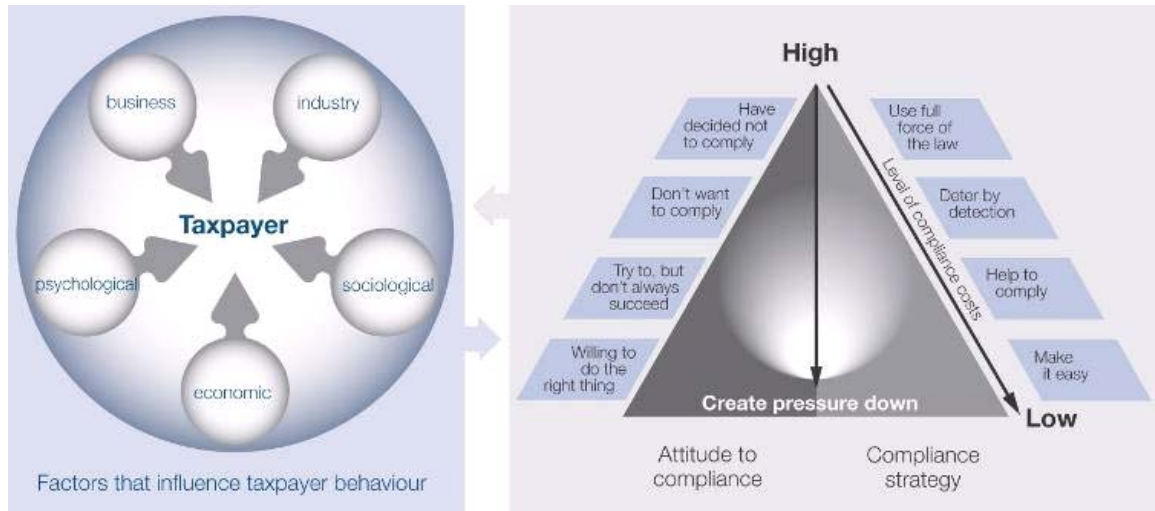 business
industry
Taxpayer
psychological
sociological
economic
Factors that influence taxpayer behaviour
High
Have
decided not
to comply
Use full
force of
the law
Don't want
to comply
Deter by
detection
Level of compliance costs
Try to, but
don't always
succeed
Help to
comply
Willing to
do the
right thing
Make
it easy
Create pressure down
Low
Attitude to
compliance
Compliance
strategy